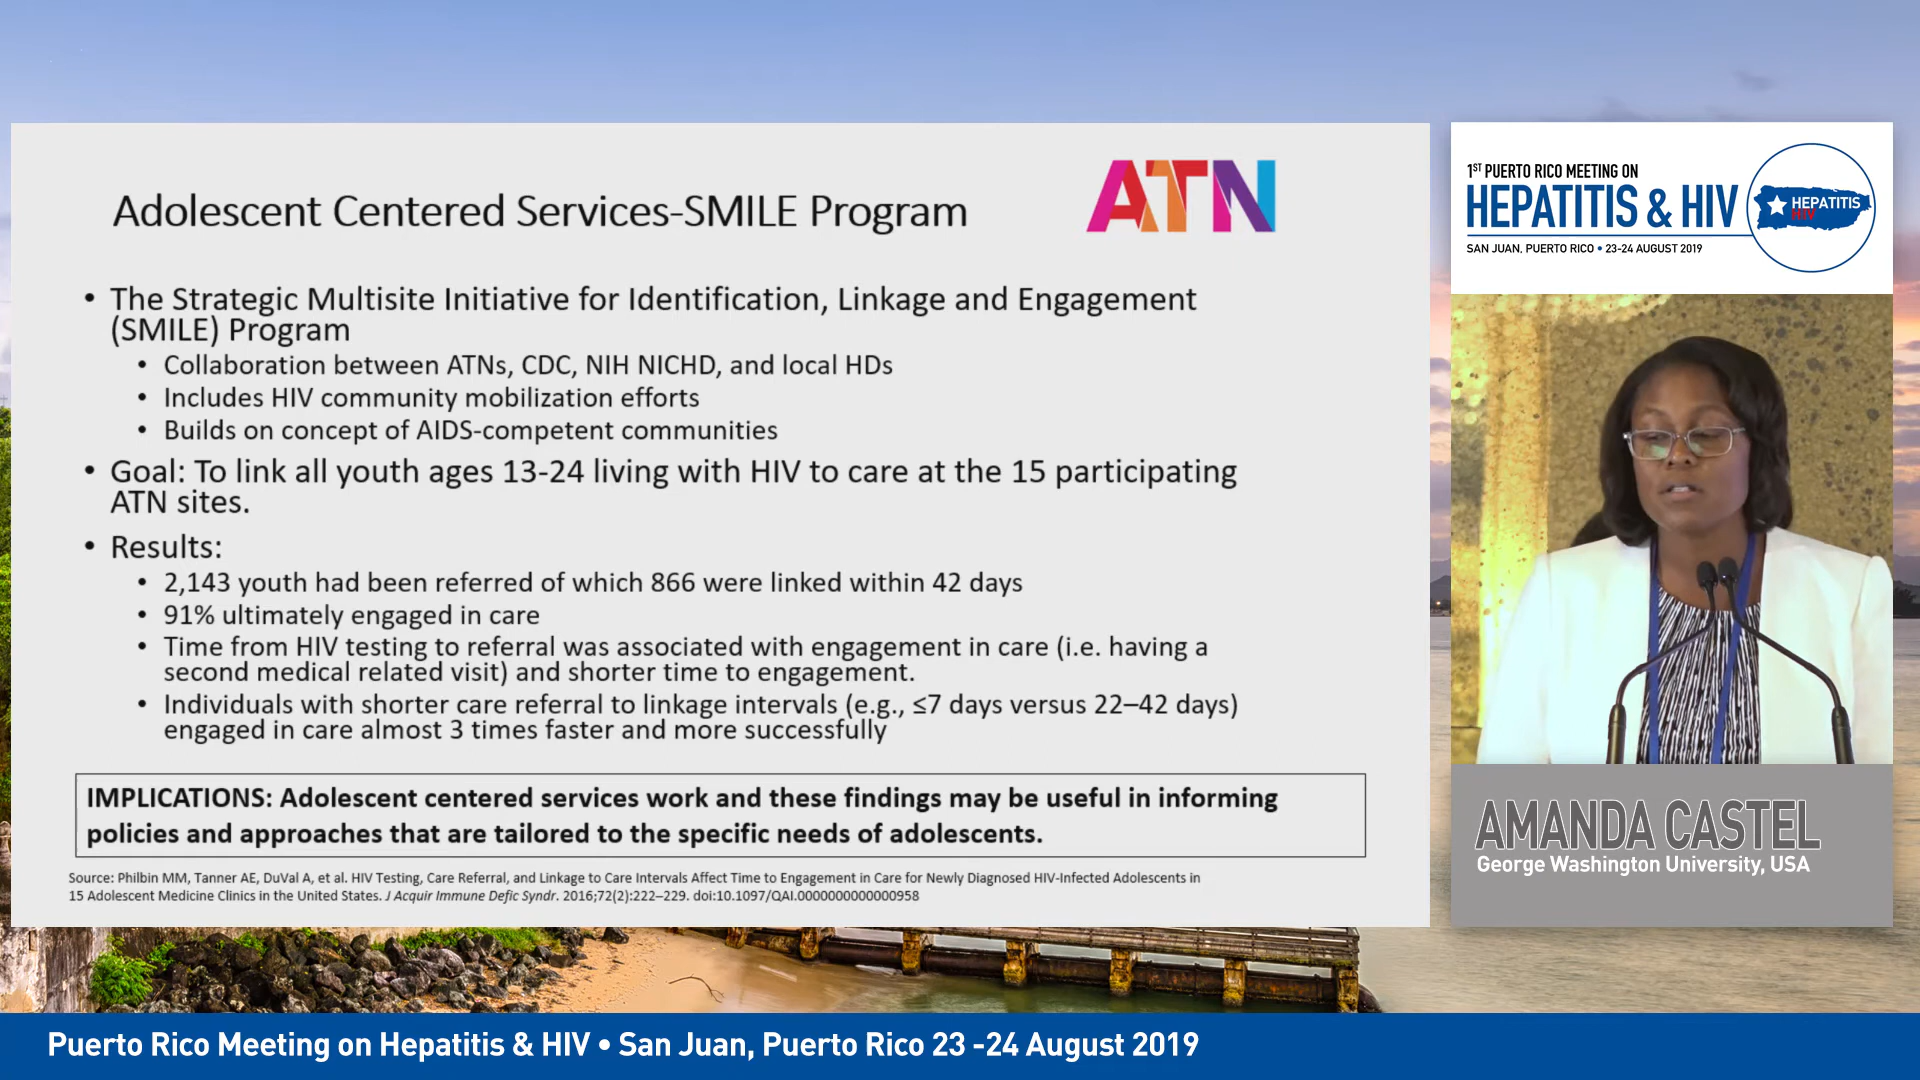 Adolescent Centered Services-SMILE Program
ATN
• The Strategic Multisite Initiative for Identification, Linkage and Engagement
(SMILE) Program
• Collaboration between ATNs, CDC, NIH NICHD, and local HDs
• Includes HIV community mobilization efforts
• Builds on concept of AIDS-competent communities
• Goal: To link all youth ages 13-24 living with HIV to care at the 15 participating
ATN sites.
• Results:
• 2,143 youth had been referred of which 866 were linked within 42 days
• 91% ultimately engaged in care
• Time from HIV testing to referral was associated with engagement in care (i.e. having a
second medical related visit) and shorter time to engagement.
• Individuals with shorter care referral to linkage intervals (e.g., ≤7 days versus 22–42 days)
engaged in care almost 3 times faster and more successfully
IMPLICATIONS: Adolescent centered services work and these findings may be useful in informing
policies and approaches that are tailored to the specific needs of adolescents.
Source: Philbin MM, Tanner AE, DuVal A, et al. HIV Testing, Care Referral, and Linkage to Care Intervals Affect Time to Engagement in Care for Newly Diagnosed HIV-Infected Adolescents in
15 Adolescent Medicine Clinics in the United States. J Acquir Immune Defic Syndr. 2016;72(2):222–229. doi:10.1097/QAI.0000000000000958
1ST PUERTO RICO MEETING ON
HEPATITIS & HIV
SAN JUAN, PUERTO RICO • 23-24 AUGUST 2019
HEPATITIS
HIV
AMANDA CASTEL
George Washington University, USA
Puerto Rico Meeting on Hepatitis & HIV • San Juan, Puerto Rico 23 -24 August 2019